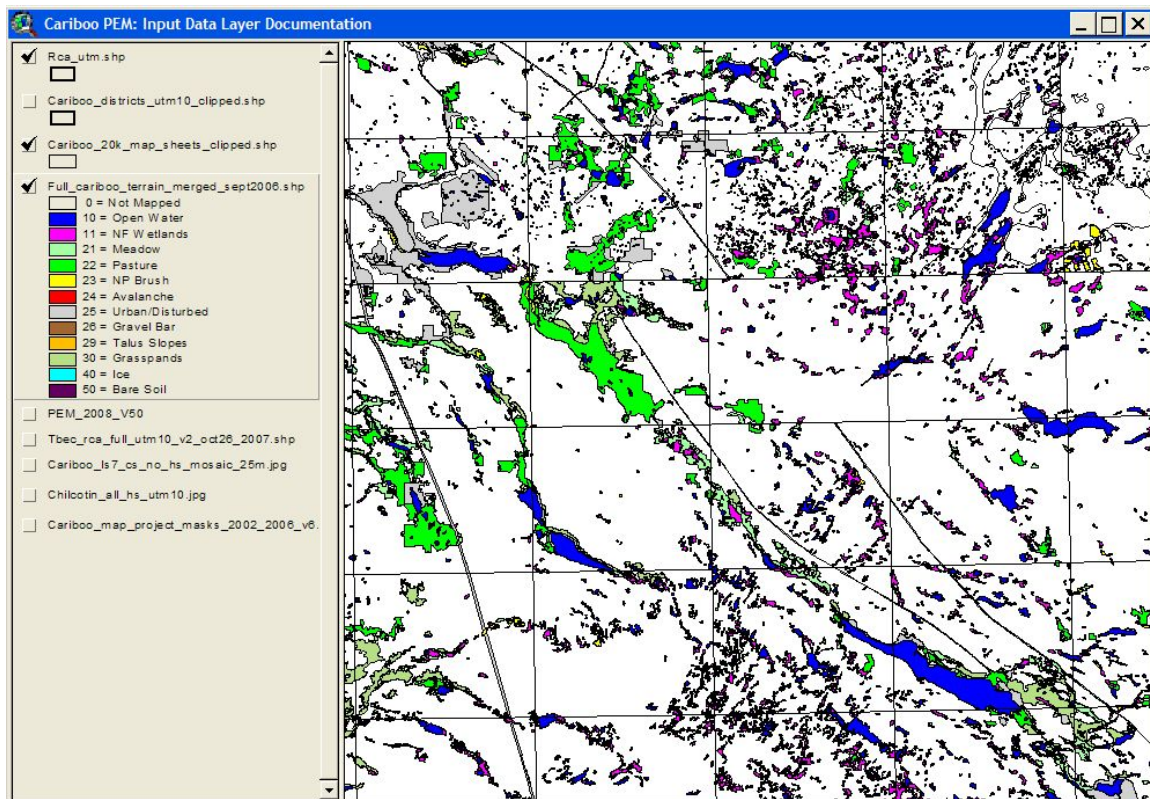 Cariboo PEM: Input Data Layer Documentation
Rca_utm.shp
Cariboo_districts_utm10_clipped.shp
Cariboo_20k_map_sheets_clipped.shp
Full_cariboo_terrain_merged_sept2006.shp
0 = Not Mapped
10 = Open Water
11 = NF Wetlands
21 = Meadow
22 = Pasture
23 = NP Brush
24 = Avalanche
25 = Urban/Disturbed
26 = Gravel Bar
29 = Talus Slopes
30 = Grasspands
40 = Ice
50 = Bare Soil
PEM_2008_V50
Tbec_rca_full_utm10_v2_oct26_2007.shp
Cariboo_ls7_cs_no_hs_mosaic_25m.jpg
Chilcotin_all_hs_utm10.jpg
Cariboo_map_project_masks_2002_2006_v6.